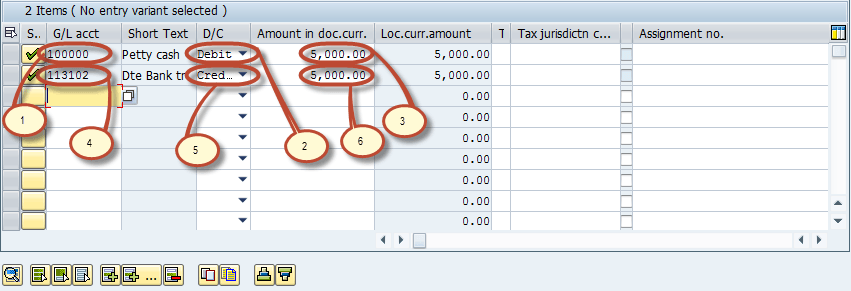 2 Items ( No entry variant selected )
S.. G/L acct Short Text D/C Amount in doc.curr. Loc.curr.amount T Tax jurisdictn c... Assignment no.
100000 Petty cash Debit 5,000.00 5,000.00
113102 Dte Bank tr Cred… 5,000.00 5,000.00
0.00
1 4 5 2 6 3
0.00
0.00
0.00
0.00
0.00
0.00
...